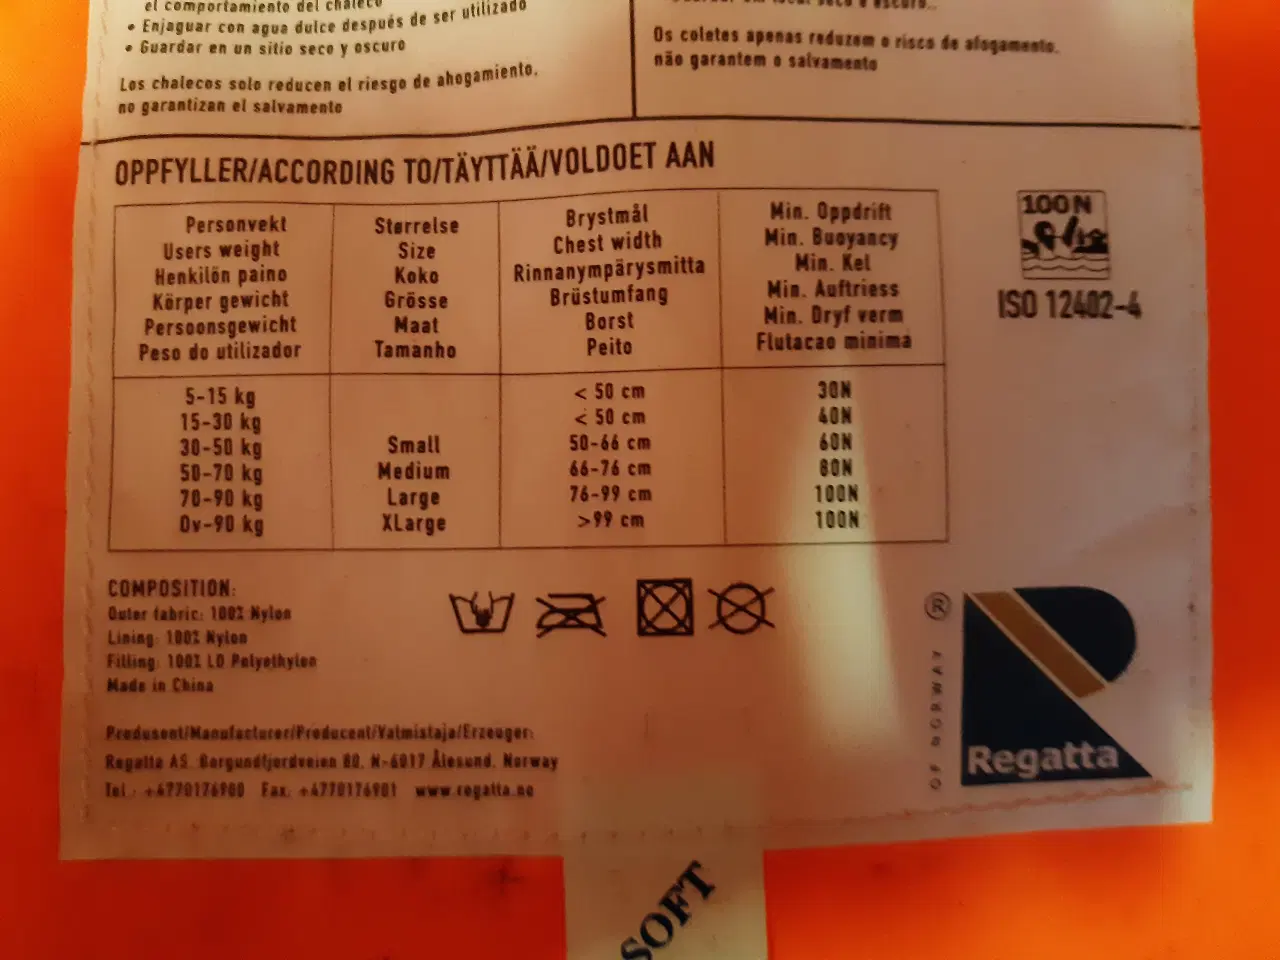 el comportamiento del chaleco
• Enjaguar con agua dulce después de ser utilizado
• Guardar en un sitio seco y oscuro
Los chalecos solo reducen el riesgo de ahogamiento,
no garantizan el salvamento
Os coletes apenas reduzem o risco de afogamento,
não garantem o salvamento
OPPFYLLER/ACCORDING TO/TÄYTTÄÄ/VOLDOET AAN
Personvekt
Users weight
Henkilön paino
Körper gewicht
Persoonsgewicht
Peso do utilizador
Størrelse
Size
Koko
Grösse
Maat
Tamanho
Brystmål
Chest width
Rinnanympärysmitta
Brüstumfang
Borst
Peito
Min. Oppdrift
Min. Buoyancy
Min. Kel
Min. Auftriess
Min. Dryf verm
Flutacao minima
5-15 kg < 50 cm 30N
15-30 kg < 50 cm 40N
30-50 kg Small 50-66 cm 60N
50-70 kg Medium 66-76 cm 80N
70-90 kg Large 76-99 cm 100N
Ov-90 kg XLarge >99 cm 100N
100N
ISO 12402-4
COMPOSITION:
Outer fabric: 100% Nylon
Lining: 100% Nylon
Filling: 100% LD Polyethylen
Made in China
Produsent/Manufacturer/Producent/Valmistaja/Erzeuger:
Regatta AS. Borgundfjordveien 80. N-6017 Ålesund. Norway
Tel.: +4770176900 Fax: +4770176901 www.regatta.no
®
OF NORWAY
Regatta
SOFT